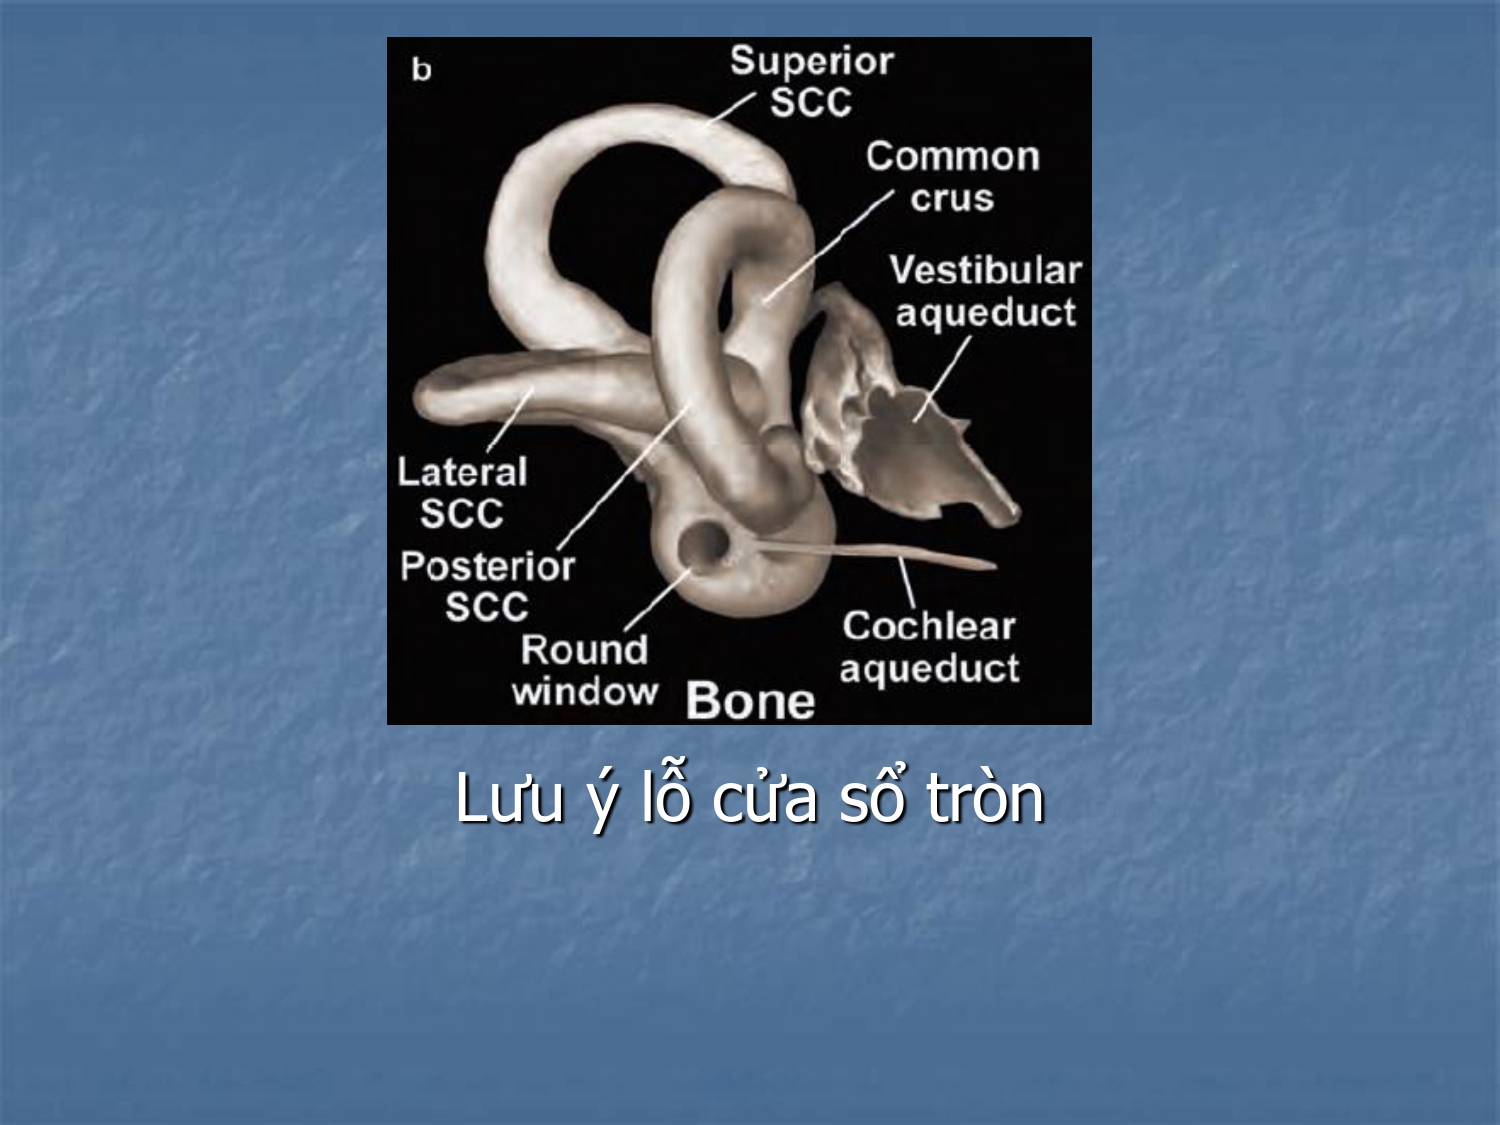 b
Superior
SCC
Common
crus
Vestibular
aqueduct
Lateral
SCC
Posterior
SCC
Round
window
Cochlear
aqueduct
Bone
Lưu ý lỗ cửa sổ tròn